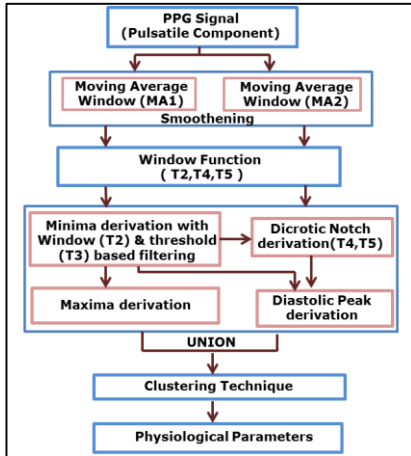 PPG Signal
(Pulsatile Component)
Moving Average
Window (MA1)
Moving Average
Window (MA2)
Smoothening
Window Function
( T2,T4,T5)
Minima derivation with
Window (T2) & threshold
(T3) based filtering
Dicrotic Notch
derivation(T4,T5)
Maxima derivation
Diastolic Peak
derivation
UNION
Clustering Technique
Physiological Parameters